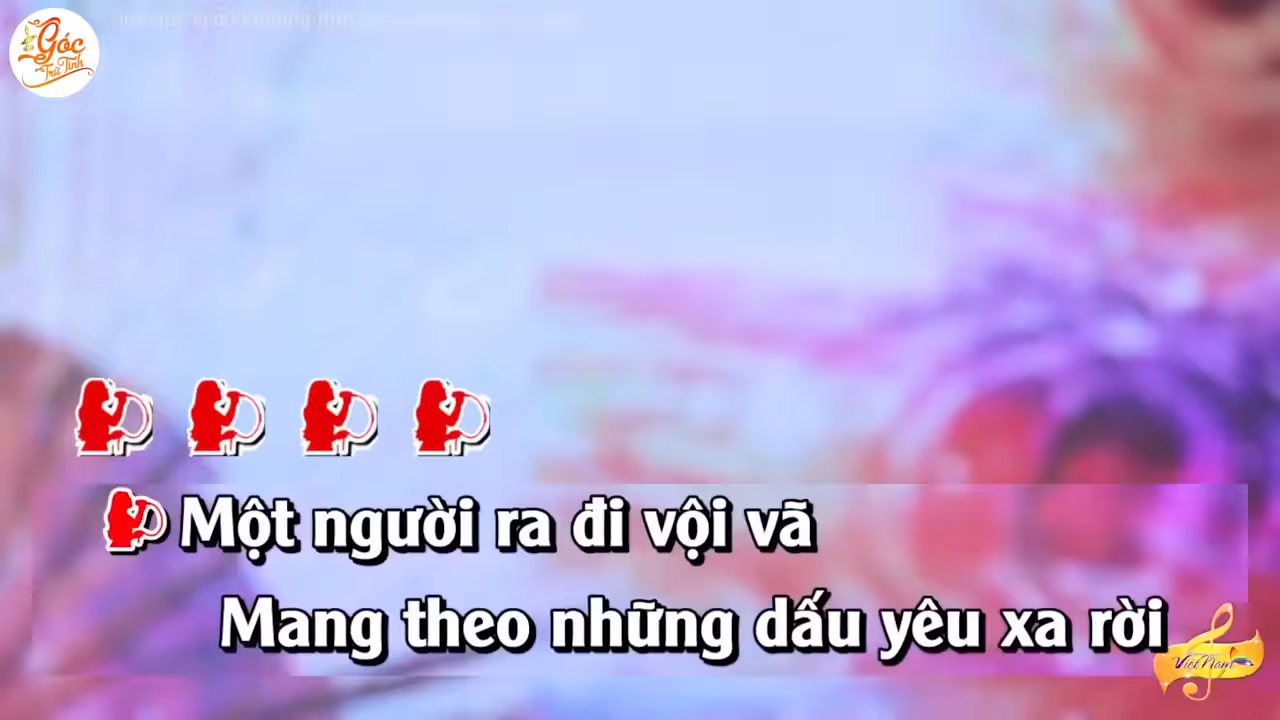 Góc
Trữ Tình
Một người ra đi vội vã
Mang theo những dấu yêu xa rời
Việt Nam